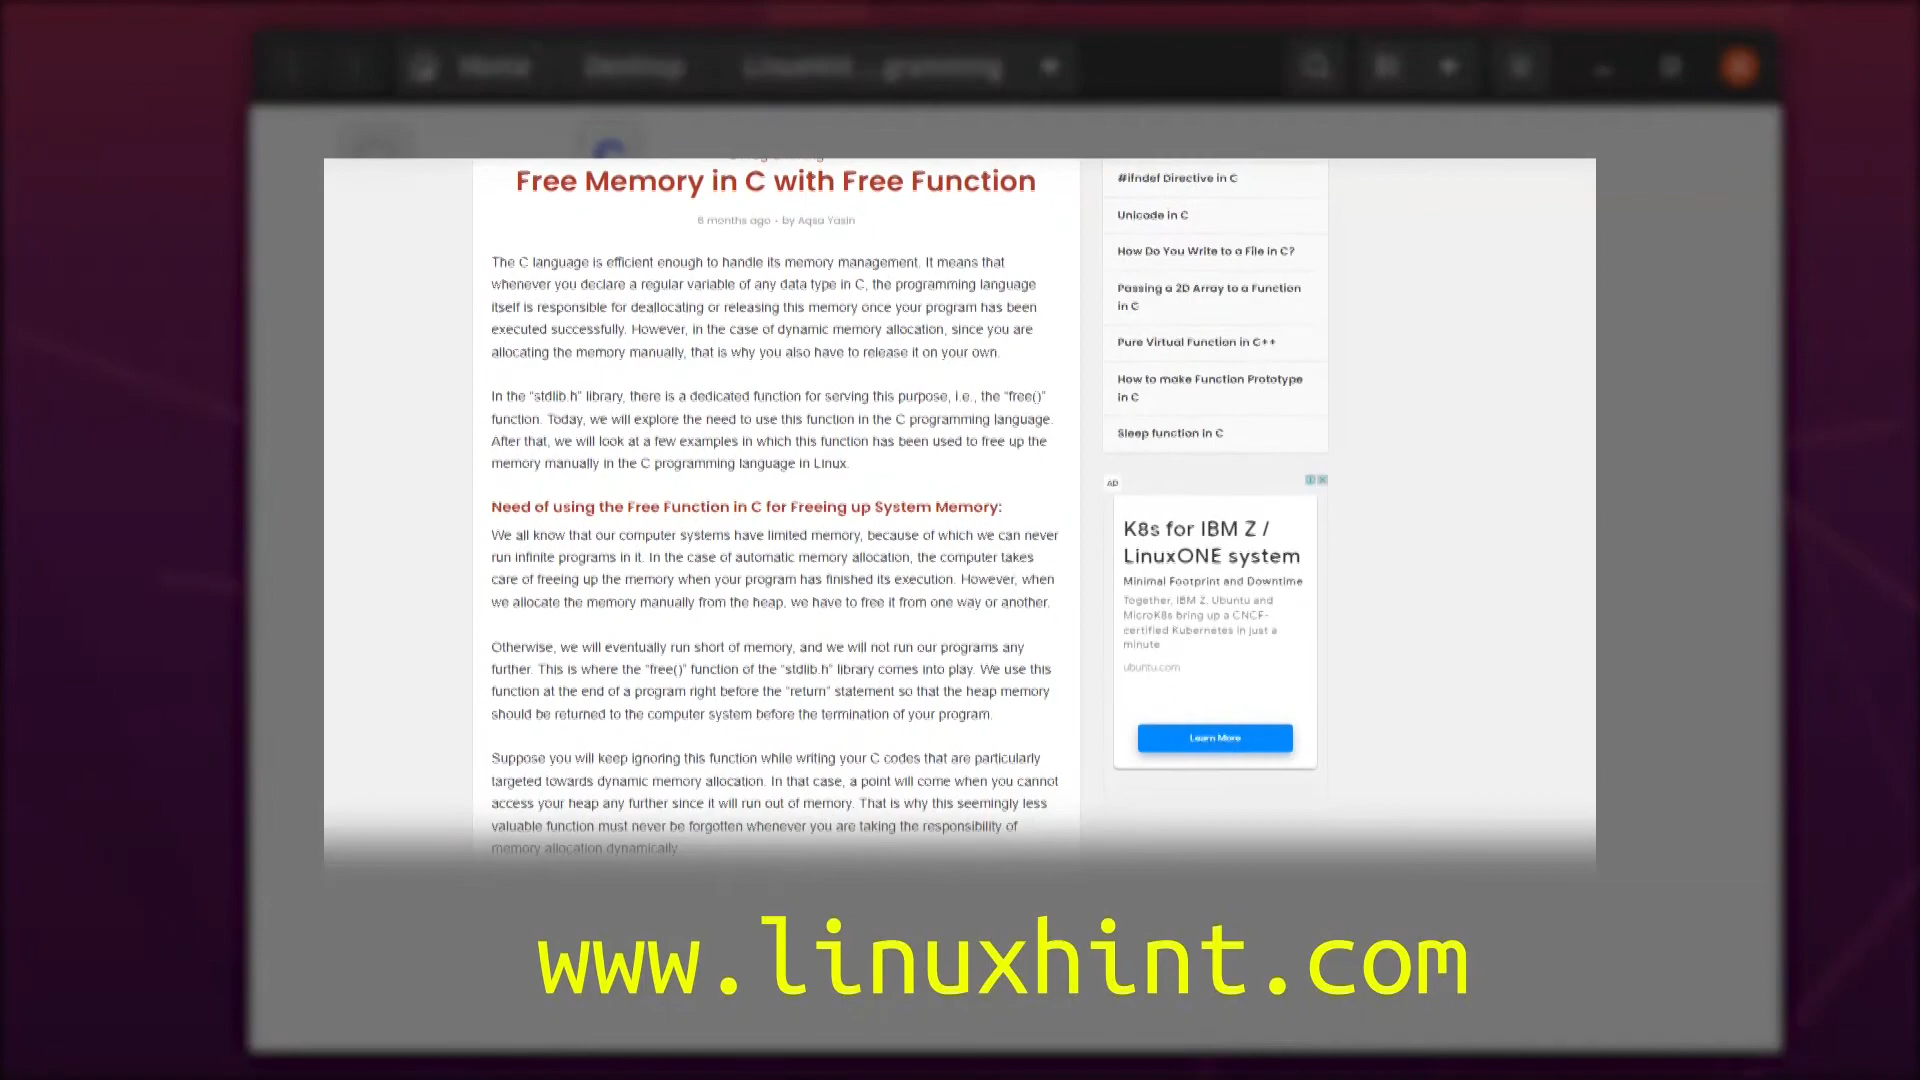 Home Desktop
Free Memory in C with Free Function
6 months ago • by Aqsa Yasin
The C language is efficient enough to handle its memory management. It means that
whenever you declare a regular variable of any data type in C, the programming language
itself is responsible for deallocating or releasing this memory once your program has been
executed successfully. However, in the case of dynamic memory allocation, since you are
allocating the memory manually, that is why you also have to release it on your own.
In the “stdlib.h” library, there is a dedicated function for serving this purpose, i.e., the “free()”
function. Today, we will explore the need to use this function in the C programming language.
After that, we will look at a few examples in which this function has been used to free up the
memory manually in the C programming language in Linux.
Need of using the Free Function in C for Freeing up System Memory:
We all know that our computer systems have limited memory, because of which we can never
run infinite programs in it. In the case of automatic memory allocation, the computer takes
care of freeing up the memory when your program has finished its execution. However, when
we allocate the memory manually from the heap, we have to free it from one way or another.
Otherwise, we will eventually run short of memory, and we will not run our programs any
further. This is where the “free()” function of the “stdlib.h” library comes into play. We use this
function at the end of a program right before the “return” statement so that the heap memory
should be returned to the computer system before the termination of your program.
Suppose you will keep ignoring this function while writing your C codes that are particularly
targeted towards dynamic memory allocation. In that case, a point will come when you cannot
access your heap any further since it will run out of memory. That is why this seemingly less
valuable function must never be forgotten whenever you are taking the responsibility of
memory allocation dynamically.
#ifndef Directive in C
Unicode in C
How Do You Write to a File in C?
Passing a 2D Array to a Function
in C
Pure Virtual Function in C++
How to make Function Prototype
in C
Sleep function in C
AD
K8s for IBM Z /
LinuxONE system
Minimal Footprint and Downtime
Together, IBM Z, Ubuntu and
MicroK8s bring up a CNCF-
certified Kubernetes in just a
minute
ubuntu.com
Learn More
www.linuxhint.com